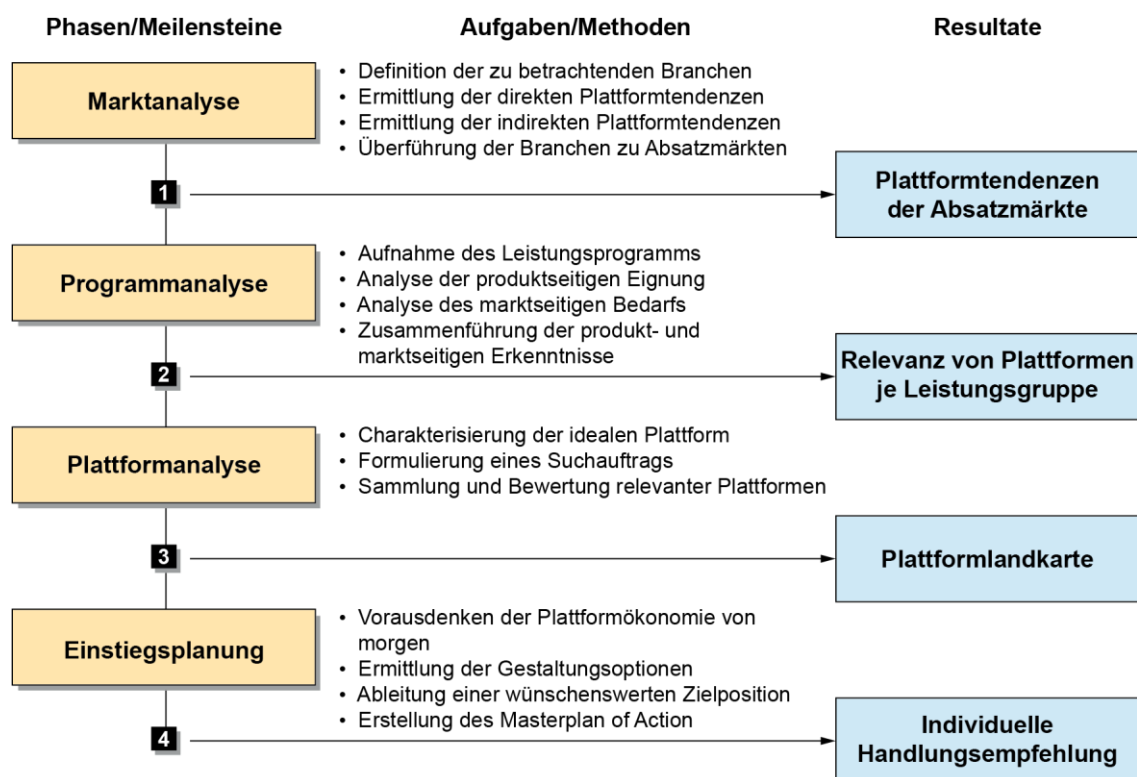 Phasen/Meilensteine
Aufgaben/Methoden
Resultate
Marktanalyse
• Definition der zu betrachtenden Branchen
• Ermittlung der direkten Plattformtendenzen
• Ermittlung der indirekten Plattformtendenzen
• Überführung der Branchen zu Absatzmärkten
1
Plattformtendenzen
der Absatzmärkte
Programmanalyse
• Aufnahme des Leistungsprogramms
• Analyse der produktseitigen Eignung
• Analyse des marktseitigen Bedarfs
• Zusammenführung der produkt- und
marktseitigen Erkenntnisse
2
Relevanz von Plattformen
je Leistungsgruppe
Plattformanalyse
• Charakterisierung der idealen Plattform
• Formulierung eines Suchauftrags
• Sammlung und Bewertung relevanter Plattformen
3
Plattformlandkarte
Einstiegsplanung
• Vorausdenken der Plattformökonomie von
morgen
• Ermittlung der Gestaltungsoptionen
• Ableitung einer wünschenswerten Zielposition
• Erstellung des Masterplan of Action
4
Individuelle
Handlungsempfehlung